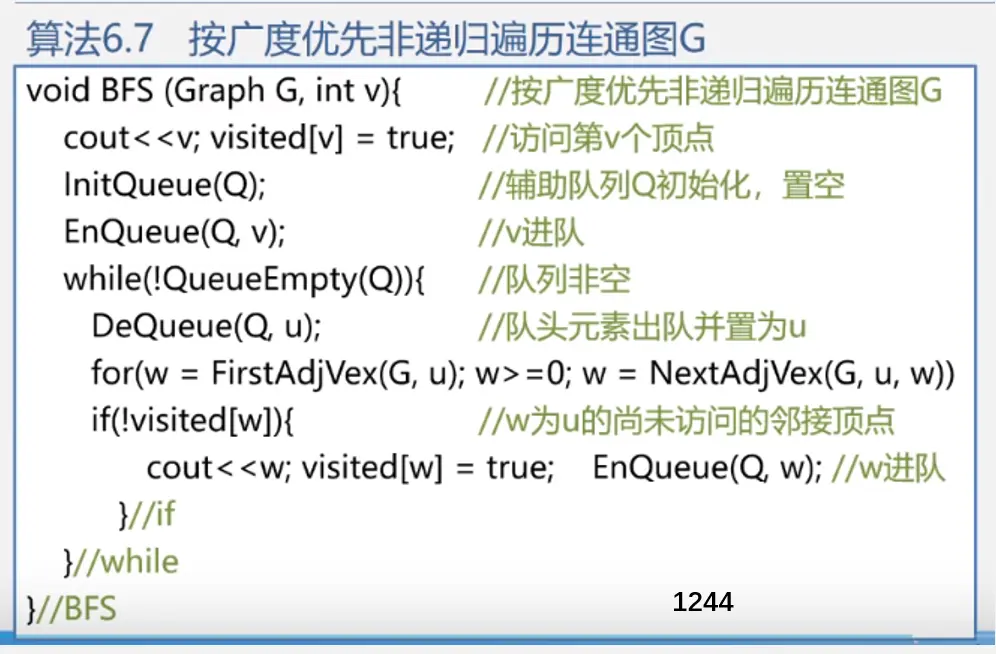 算法6.7 按广度优先非递归遍历连通图G
void BFS (Graph G, int v){ //按广度优先非递归遍历连通图G
cout<<v; visited[v] = true; //访问第v个顶点
InitQueue(Q); //辅助队列Q初始化，置空
EnQueue(Q, v); //v进队
while(!QueueEmpty(Q)){ //队列非空
DeQueue(Q, u); //队头元素出队并置为u
for(w = FirstAdjVex(G, u); w>=0; w = NextAdjVex(G, u, w))
if(!visited[w]){ //w为u的尚未访问的邻接顶点
cout<<w; visited[w] = true; EnQueue(Q, w); //w进队
}//if
}//while
}//BFS
1244